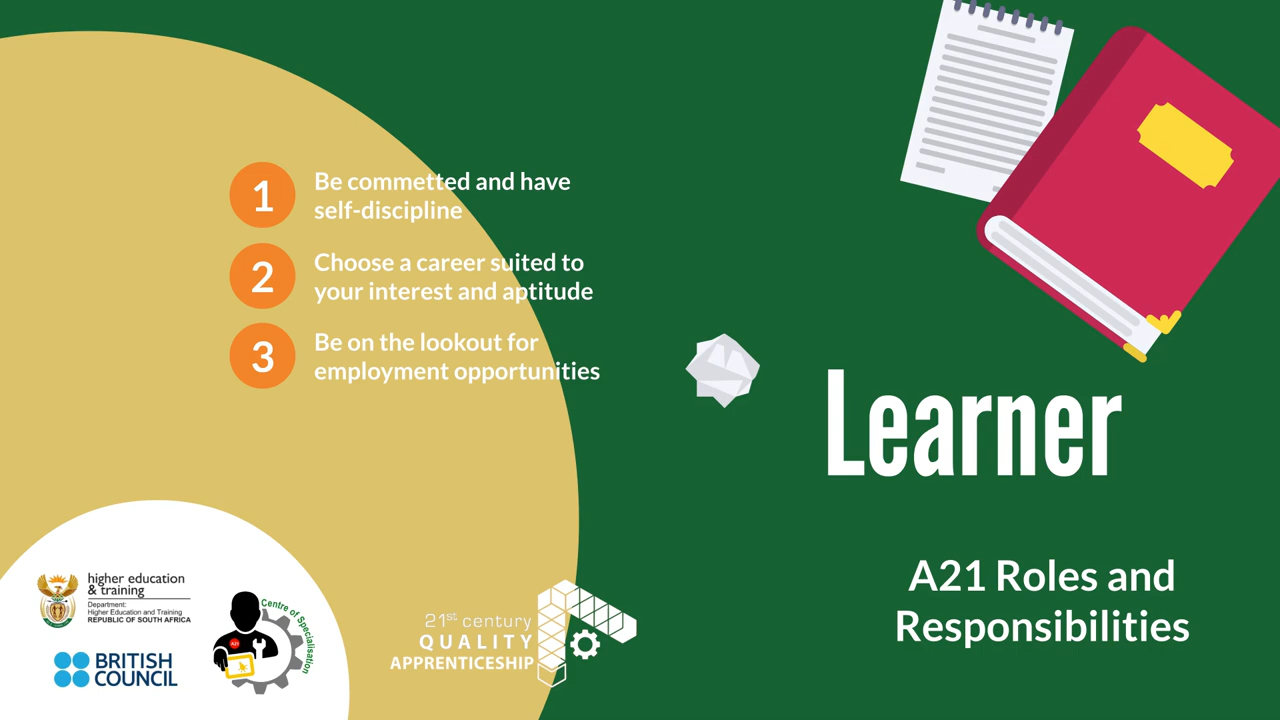 1
Be commetted and have
self-discipline
2
Choose a career suited to
your interest and aptitude
3
Be on the lookout for
employment opportunities
Learner
A21 Roles and
Responsibilities
higher education
& training
Department:
Higher Education and Training
REPUBLIC OF SOUTH AFRICA
BRITISH
COUNCIL
Centre of Specialisation
A21
21st century
QUALITY
APPRENTICESHIP